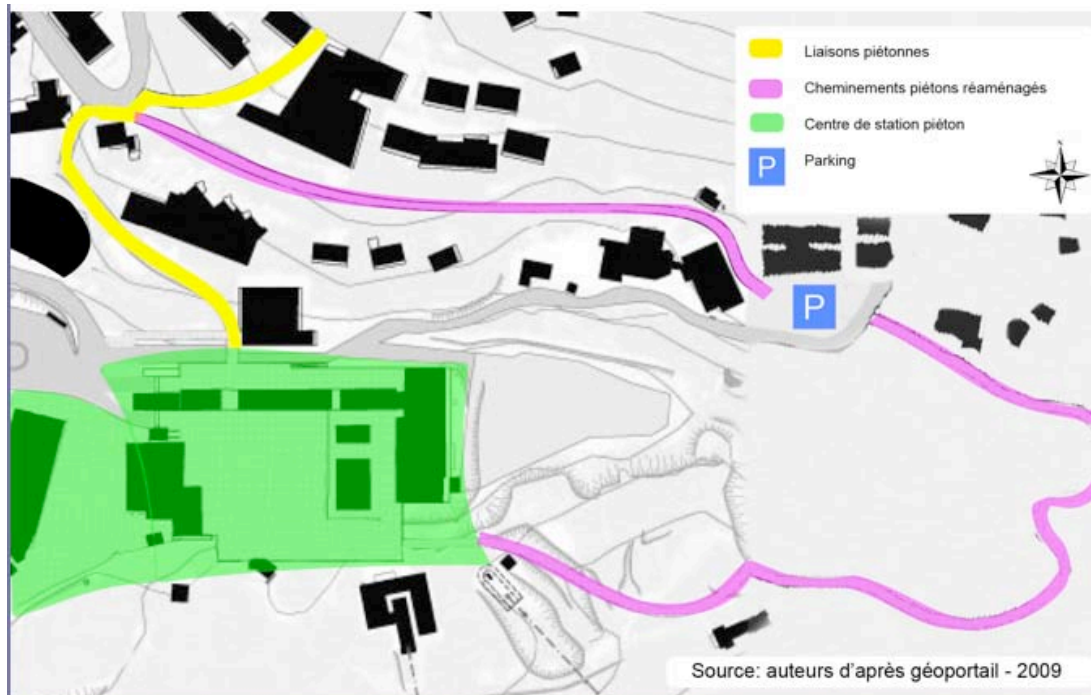 Liaisons piétonnes
Cheminements piétons réaménagés
Centre de station piéton
P Parking
P
Source: auteurs d'après géoportail - 2009